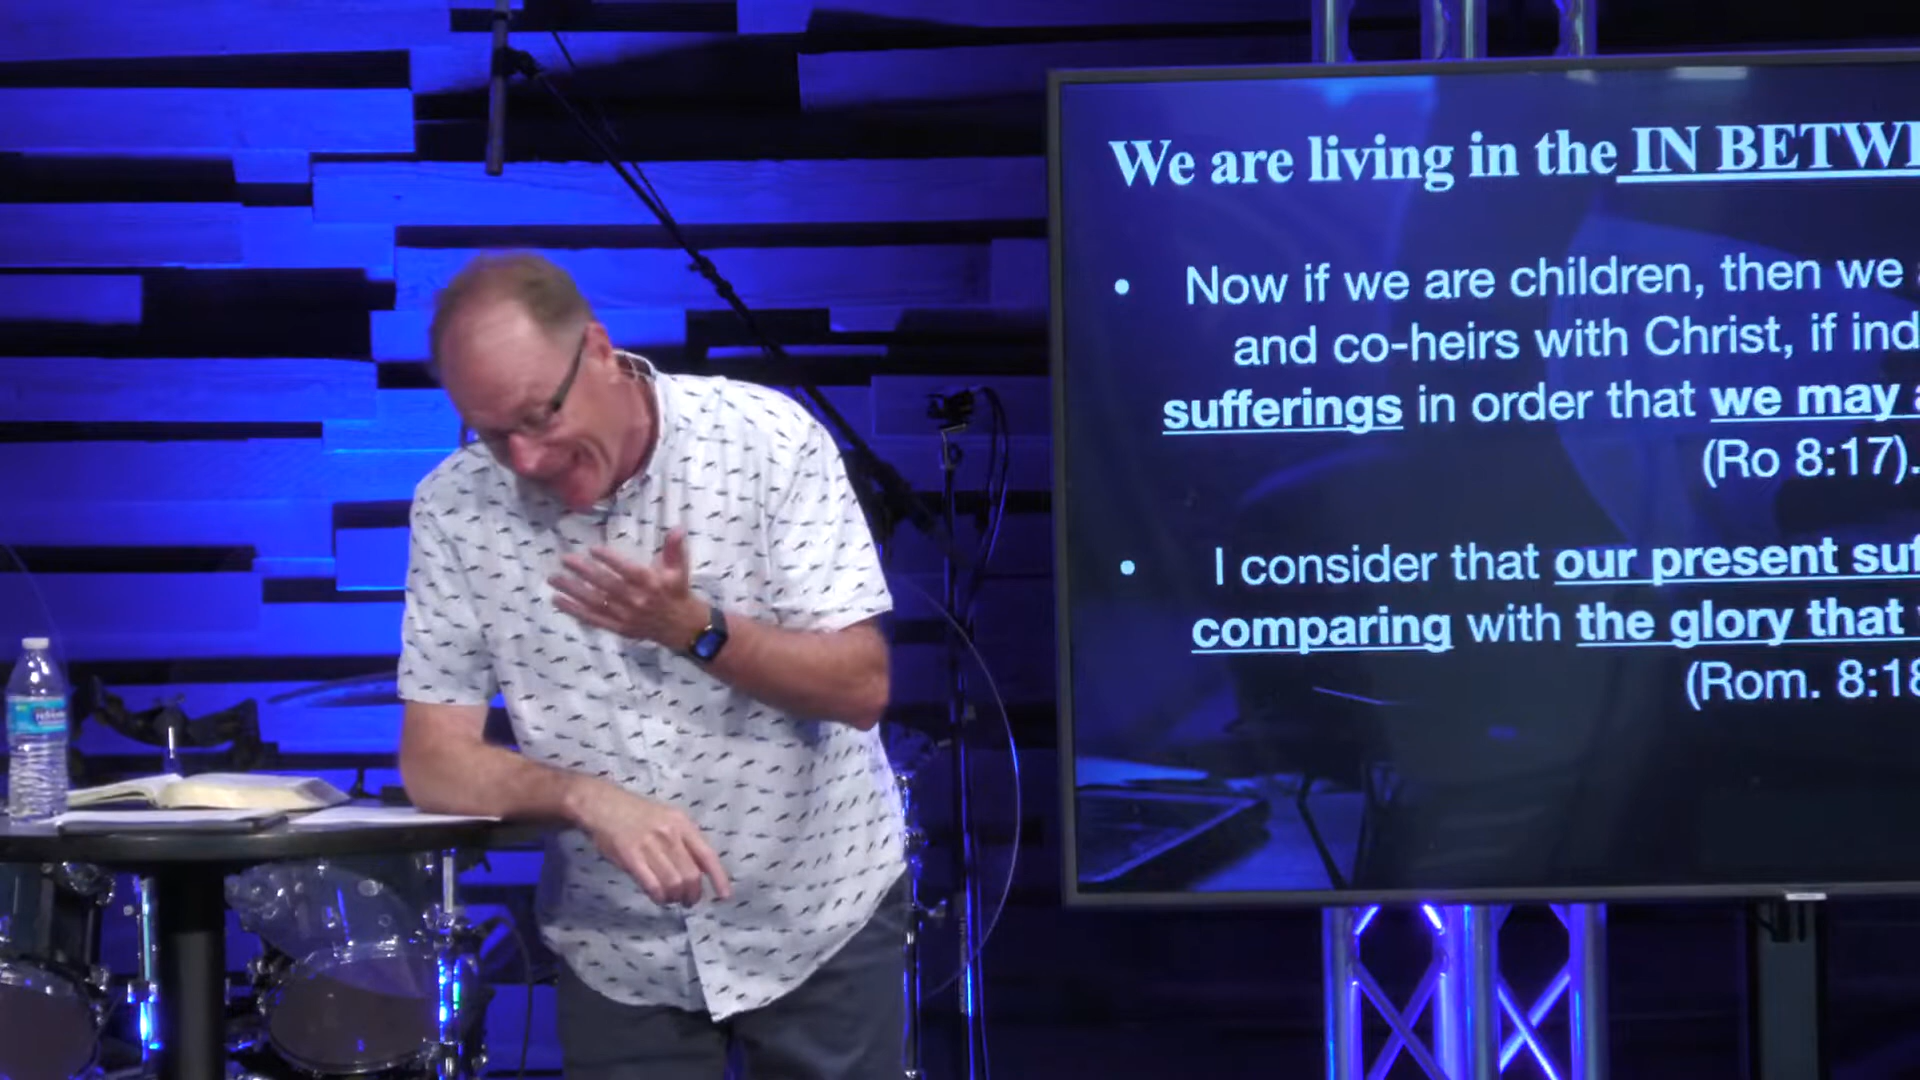 We are living in the IN BETW
• Now if we are children, then we
and co-heirs with Christ, if ind
sufferings in order that we may
(Ro 8:17).
• I consider that our present suf
comparing with the glory that
(Rom. 8:18